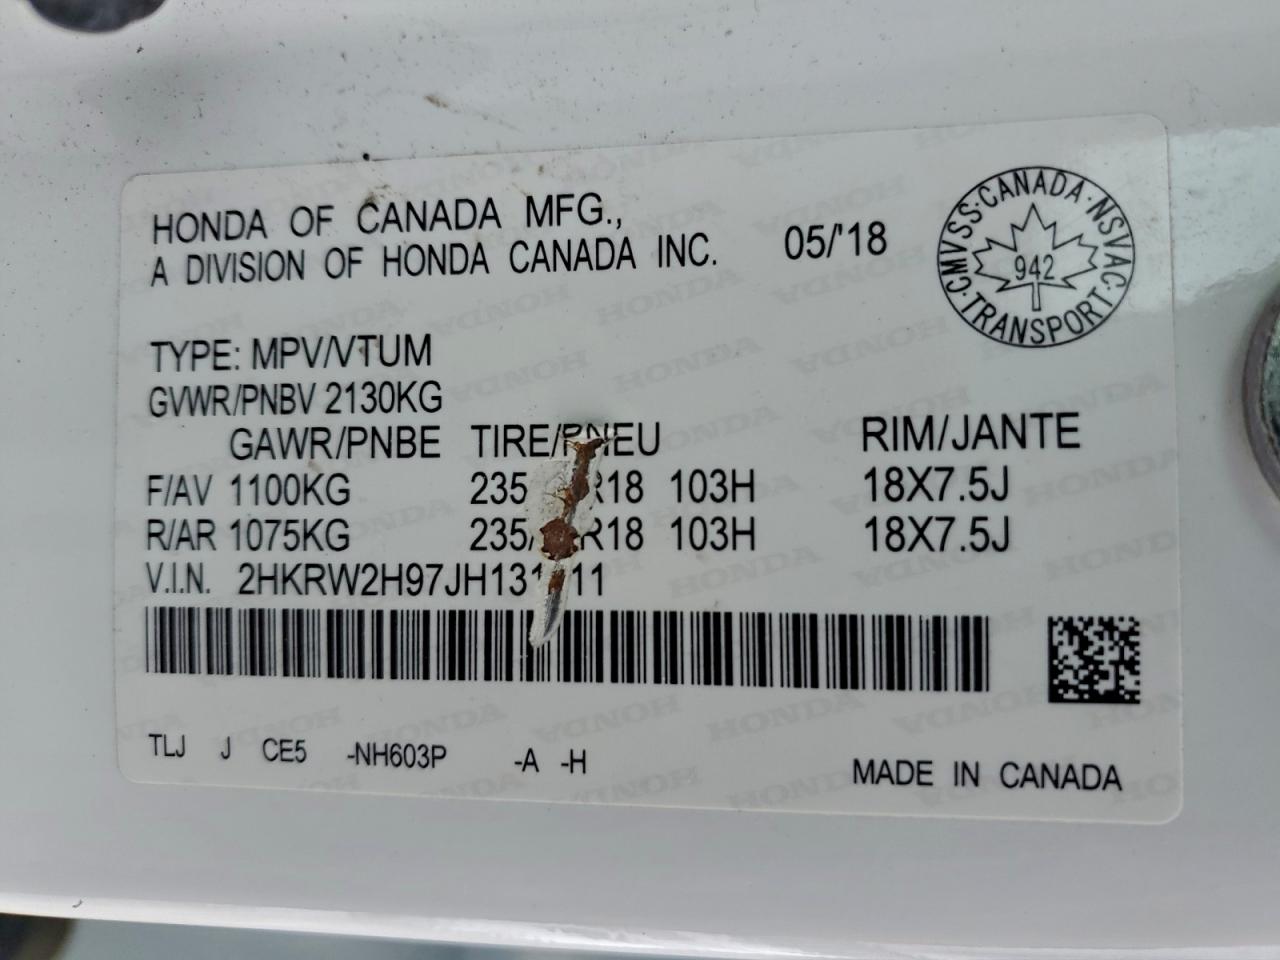 HONDA OF CANADA MFG.,
A DIVISION OF HONDA CANADA INC.
05/'18
CMVSS·CANADA·NSVAC·TRANSPORT·
942
TYPE: MPV/VTUM
GVWR/PNBV 2130KG
GAWR/PNBE TIRE/PNEU RIM/JANTE
F/AV 1100KG R18 103H 18X7.5J
R/AR 1075KG R18 103H 18X7.5J
V.I.N.
TLJ J CE5 -NH603P -A -H
MADE IN CANADA